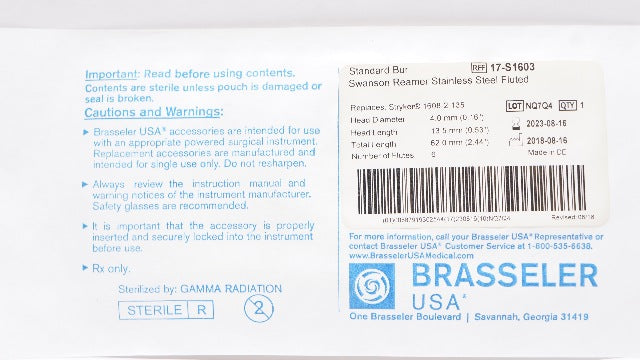 Important: Read before using contents.
Contents are sterile unless pouch is damaged or
seal is broken.
Cautions and Warnings:
Brasseler USA® accessories are intended for use
with an appropriate powered surgical instrument.
Replacement accessories are manufactured and
intended for single use only. Do not resharpen.
Always review the instruction manual and
warning notices of the instrument manufacturer.
Safety glasses are recommended.
It is important that the accessory is properly
inserted and securely locked into the instrument
before use.
Rx only.
Sterilized by: GAMMA RADIATION
STERILE R
2
Standard Bur REF 17-S1603
Swanson Reamer Stainless Steel Fluted
Replaces, Stryker® 1608-2-135 LOT NQ7Q4 QTY 1
Head Diameter 4.0 mm (0.16")
2023-08-16
Head Length 13.5 mm (0.53")
Total Length 62.0 mm (2.44") 2018-08-16
Number of Flutes 6 Made in DE
Revised 06/18
For more information, call your Brasseler USA® Representative or
contact Brasseler USA® Customer Service at 1-800-535-6638.
www.BrasselerUSAMedical.com
BRASSELER
USA®
One Brasseler Boulevard | Savannah, Georgia 31419